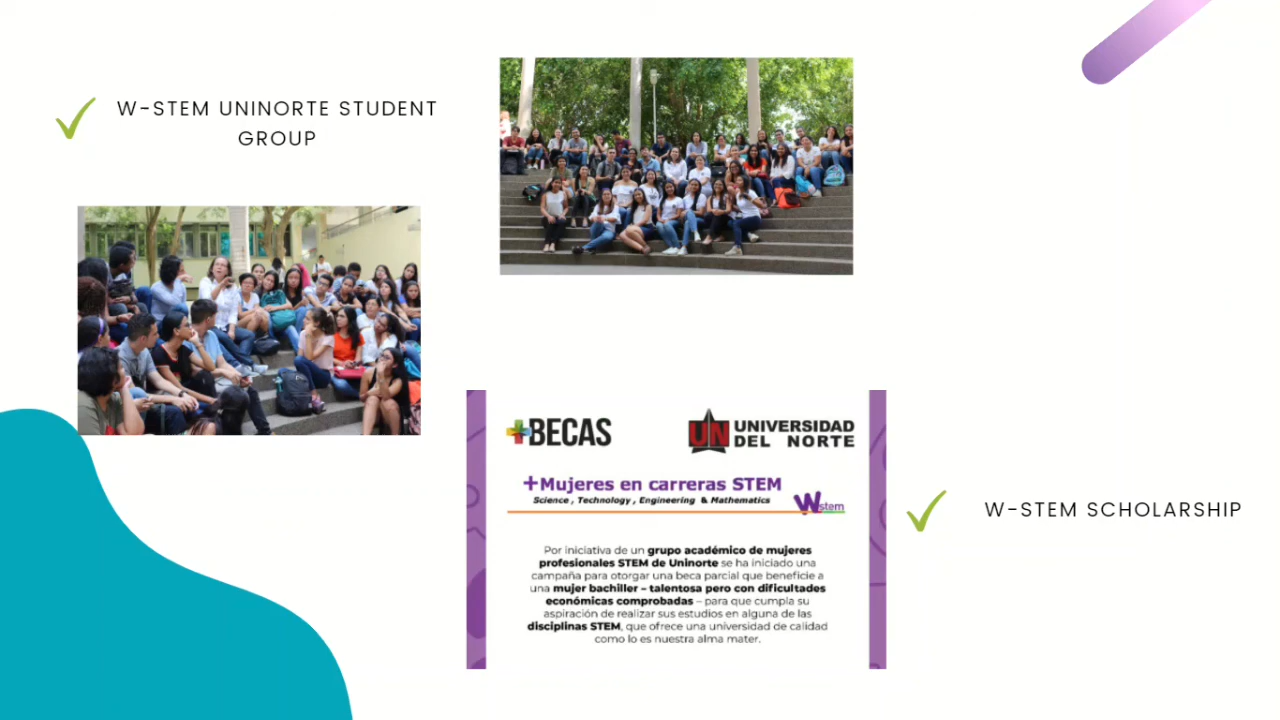 W-STEM UNINORTE STUDENT
GROUP
+BECAS
UN UNIVERSIDAD
DEL NORTE
+Mujeres en carreras STEM
Science , Technology , Engineering & Mathematics
Wstem
Por iniciativa de un grupo académico de mujeres
profesionales STEM de Uninorte se ha iniciado una
campaña para otorgar una beca parcial que beneficie a
una mujer bachiller – talentosa pero con dificultades
económicas comprobadas – para que cumpla su
aspiración de realizar sus estudios en alguna de las
disciplinas STEM, que ofrece una universidad de calidad
como lo es nuestra alma mater.
W-STEM SCHOLARSHIP